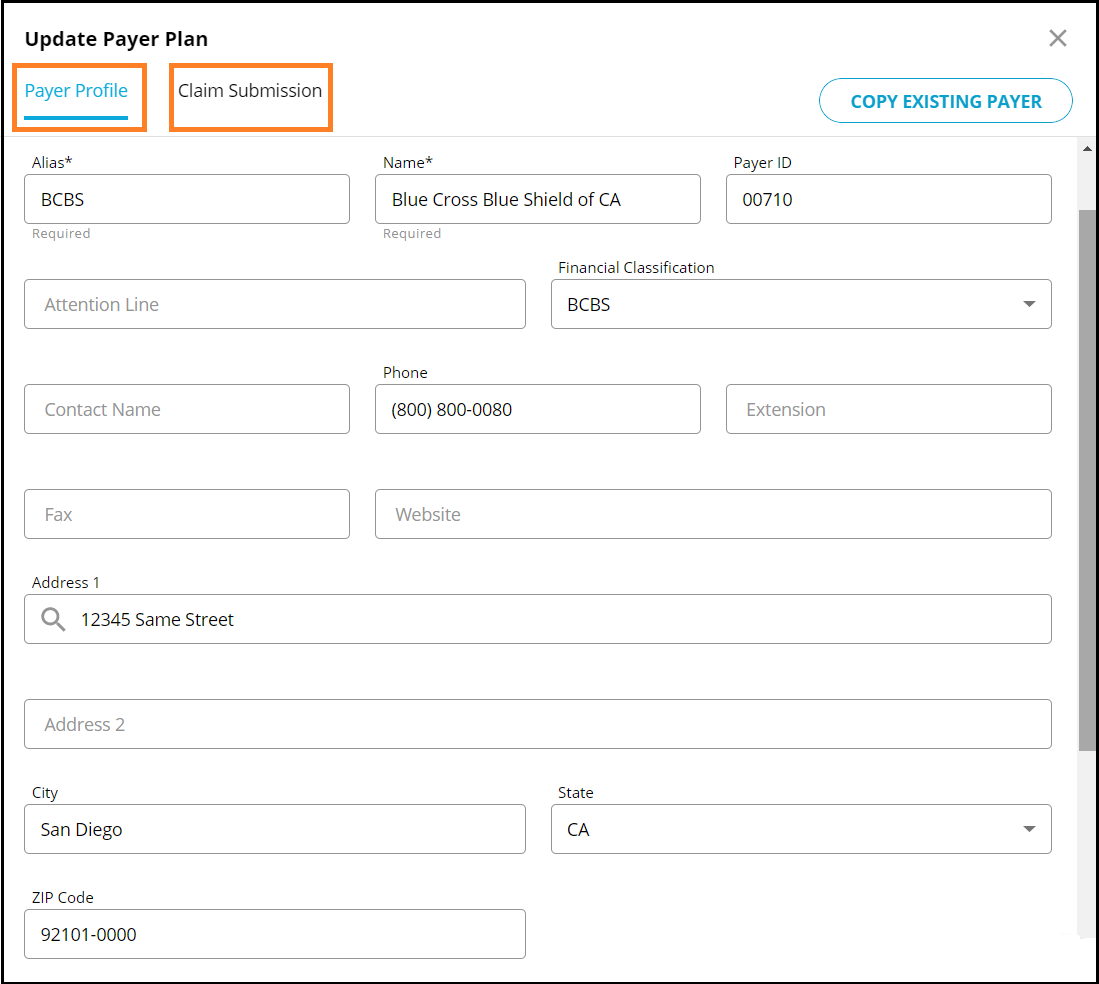 Update Payer Plan
Payer Profile Claim Submission COPY EXISTING PAYER
Alias* Name* Payer ID
BCBS Blue Cross Blue Shield of CA 00710
Required Required
Financial Classification
Attention Line BCBS
Phone
Contact Name (800) 800-0080 Extension
Fax Website
Address 1
12345 Same Street
Address 2
City State
San Diego CA
ZIP Code
92101-0000